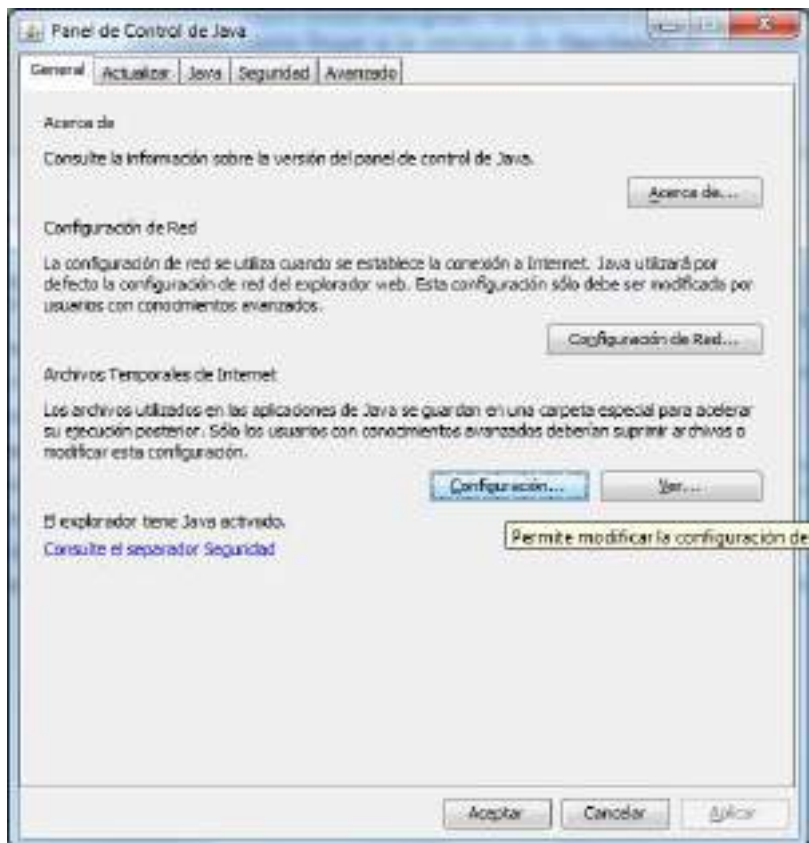 Panel de Control de Java
General Actualizar Java Seguridad Avanzado
Acerca de
Consulte la información sobre la versión del panel de control de Java.
Acerca de...
Configuración de Red
La configuración de red se utiliza cuando se establece la conexión a Internet. Java utilizará por
defecto la configuración de red del explorador web. Esta configuración sólo debe ser modificada por
usuarios con conocimientos avanzados.
Configuración de Red...
Archivos Temporales de Internet
Los archivos utilizados en las aplicaciones de Java se guardan en una carpeta especial para acelerar
su ejecución posterior. Sólo los usuarios con conocimientos avanzados deberían suprimir archivos o
modificar esta configuración.
Configuración... Ver...
El explorador tiene Java activado.
Permite modificar la configuración de
Consulte el separador Seguridad
Aceptar Cancelar Aplicar